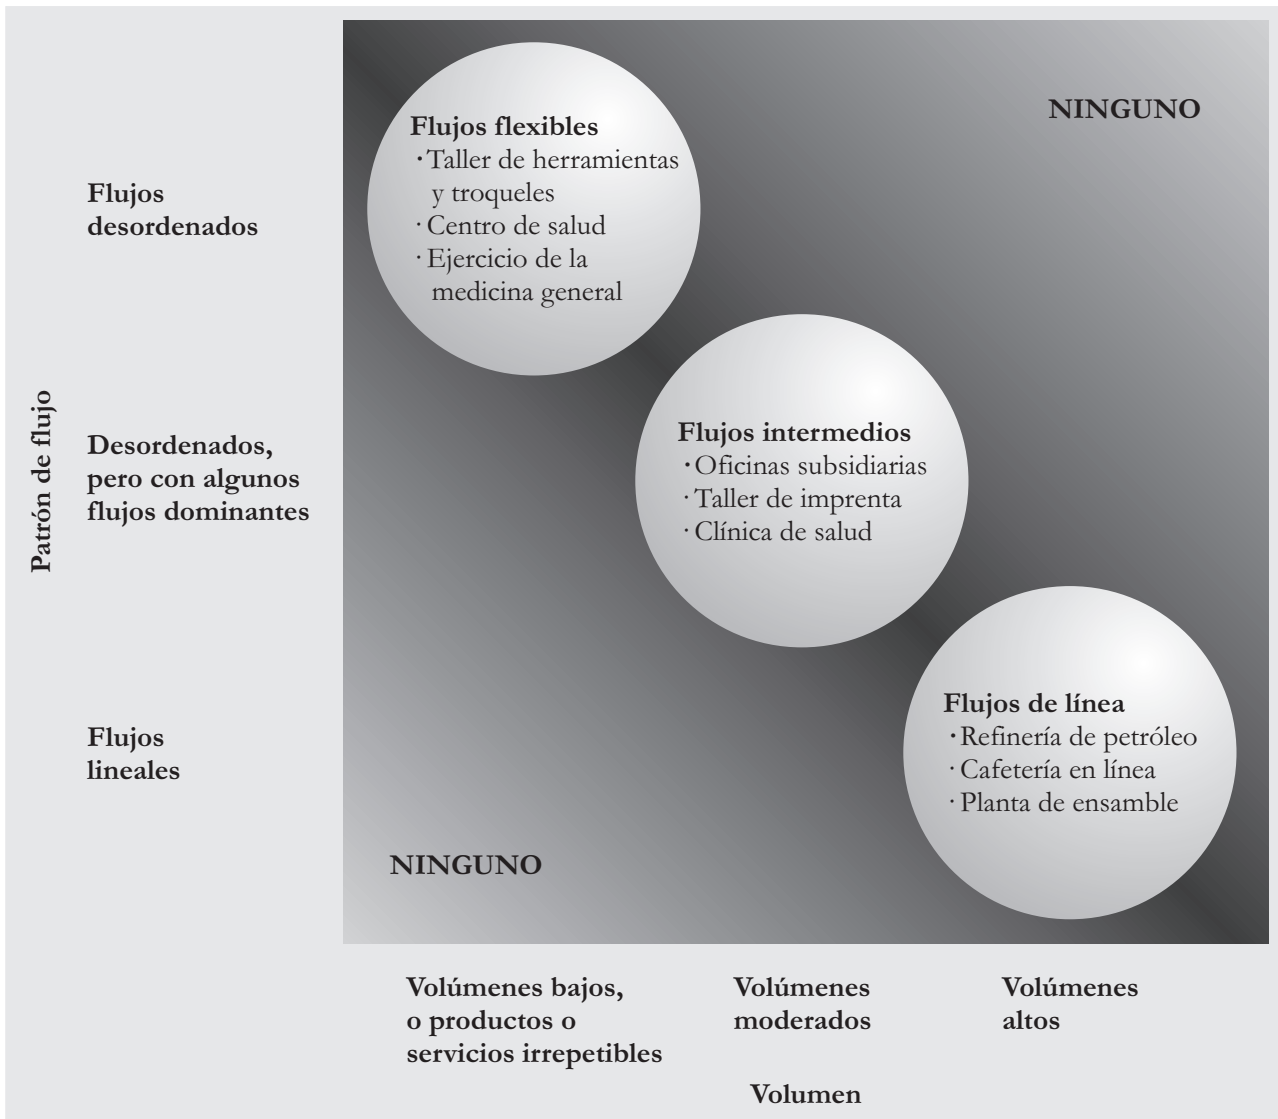 NINGUNO
Flujos flexibles
· Taller de herramientas
y troqueles
· Centro de salud
· Ejercicio de la
medicina general
Flujos
desordenados
Flujos intermedios
· Oficinas subsidiarias
· Taller de imprenta
· Clínica de salud
Patrón de flujo
Desordenados,
pero con algunos
flujos dominantes
Flujos de línea
· Refinería de petróleo
· Cafetería en línea
· Planta de ensamble
Flujos
lineales
NINGUNO
Volúmenes bajos,
o productos o
servicios irrepetibles
Volúmenes
moderados
Volúmenes
altos
Volumen